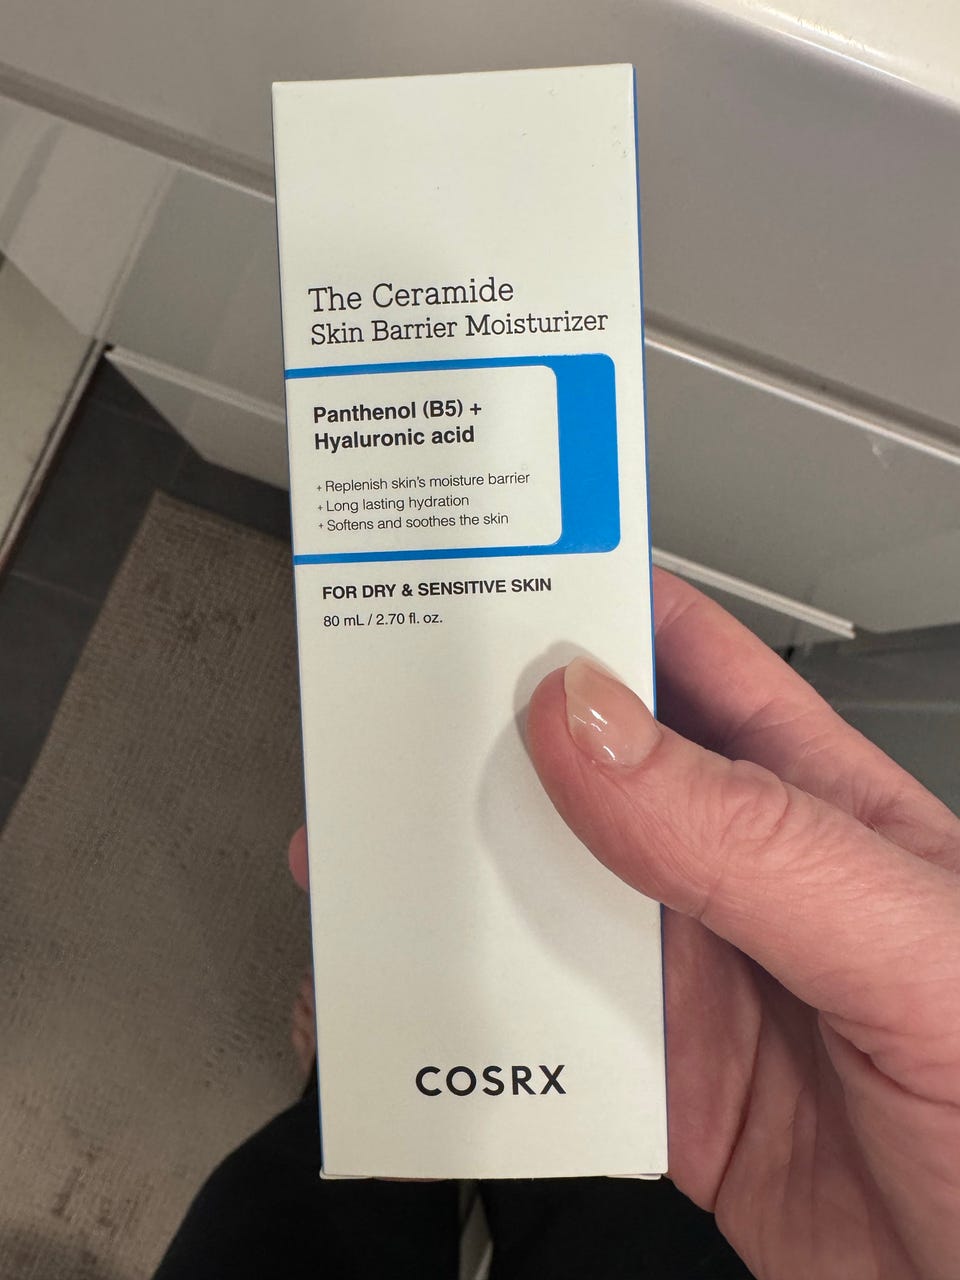 The Ceramide
Skin Barrier Moisturizer
Panthenol (B5) +
Hyaluronic acid
+ Replenish skin's moisture barrier
+ Long lasting hydration
+ Softens and soothes the skin
FOR DRY & SENSITIVE SKIN
80 mL / 2.70 fl. oz.
COSRX